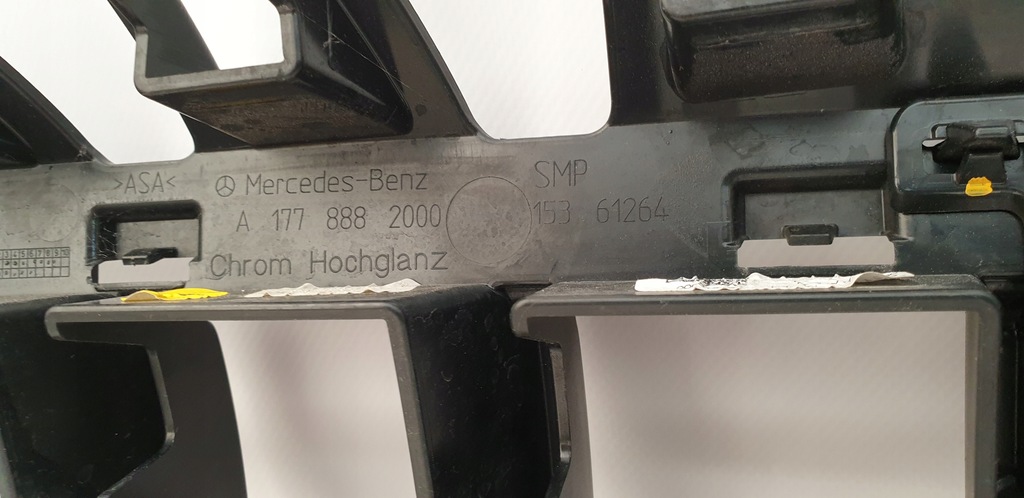 >ASA<
Mercedes-Benz
A 177 888 2000
Chrom Hochglanz
SMP
153 61264